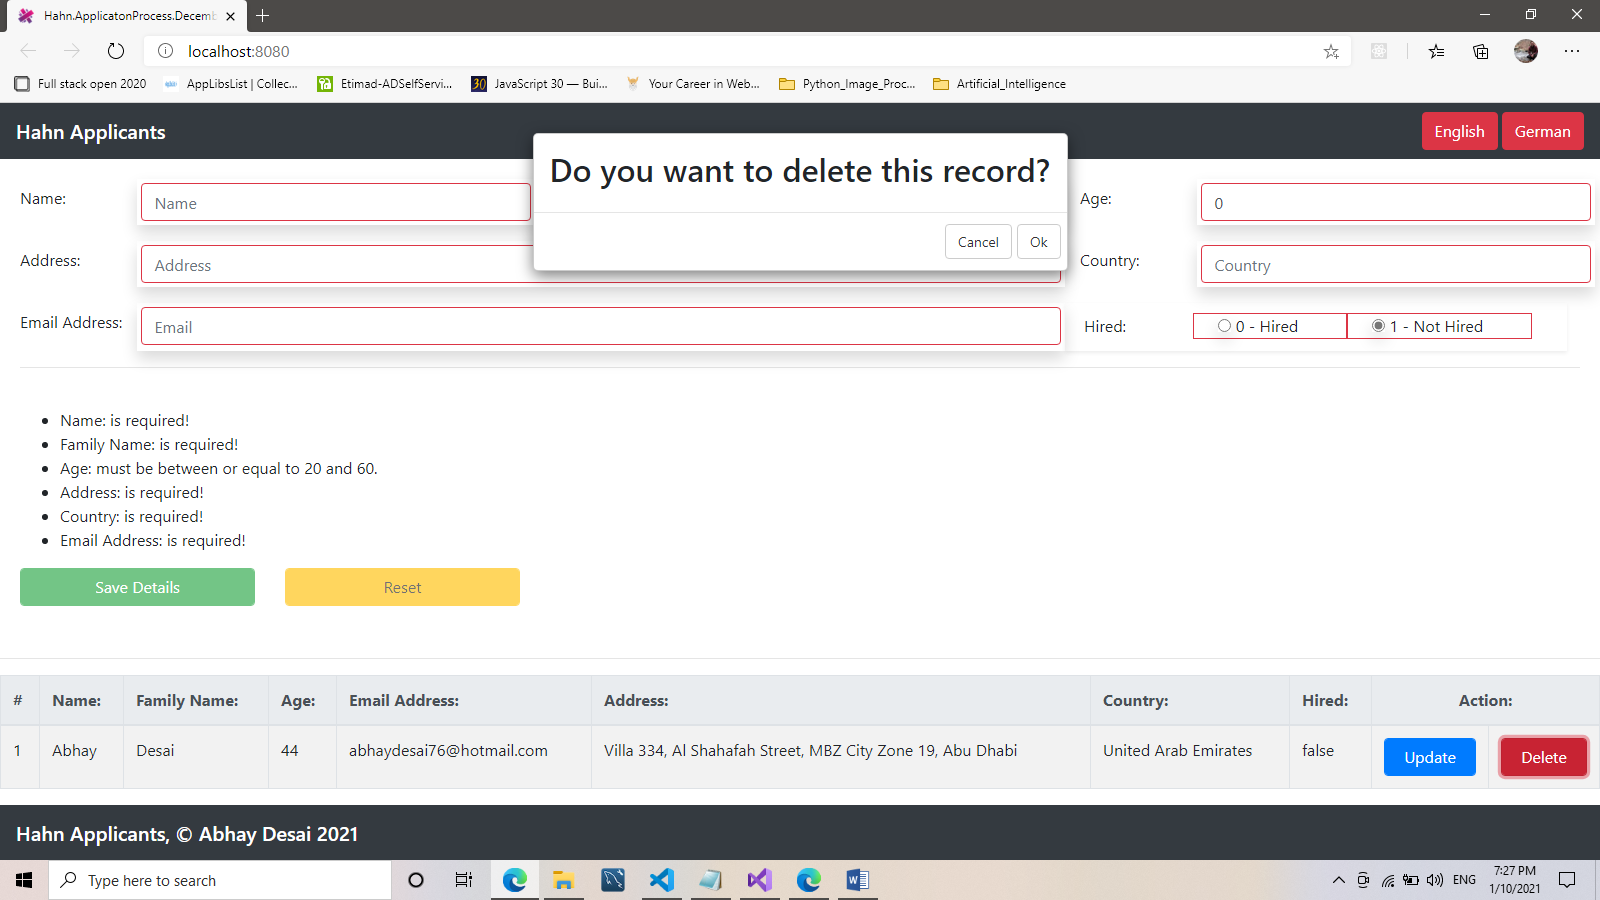 Hahn.ApplicatonProcess.Decemb
localhost:8080
Full stack open 2020 AppLibsList | Collec... Etimad-ADSelfServi... 30 JavaScript 30 — Bui... Your Career in Web... Python_Image_Proc... Artificial_Intelligence
Hahn Applicants English German
Do you want to delete this record?
Name: Name Age: 0
Cancel Ok
Address: Address Country: Country
Email Address: Email Hired: 0 - Hired 1 - Not Hired
Name: is required!
Family Name: is required!
Age: must be between or equal to 20 and 60.
Address: is required!
Country: is required!
Email Address: is required!
Save Details Reset
# Name: Family Name: Age: Email Address: Address: Country: Hired: Action:
1 Abhay Desai 44 abhaydesai76@hotmail.com Villa 334, Al Shahafah Street, MBZ City Zone 19, Abu Dhabi United Arab Emirates false Update Delete
Hahn Applicants, © Abhay Desai 2021
Type here to search ENG 7:27 PM
1/10/2021